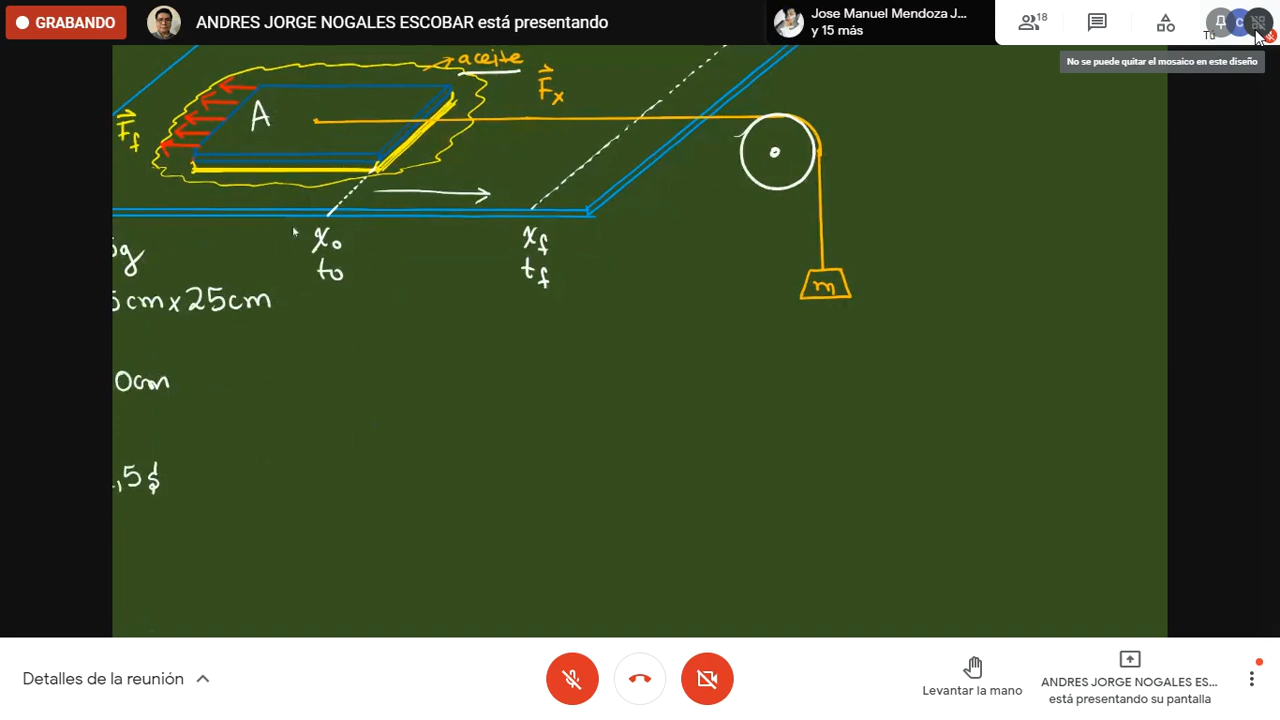 GRABANDO
ANDRES JORGE NOGALES ESCOBAR está presentando
Jose Manuel Mendoza J...
y 15 más
18
Tú
C
No se puede quitar el mosaico en este diseño
aceite
F⃗x
A
F⃗f
x₀
t₀
xf
tf
m
g
cm x 25cm
0cm
,5$
Detalles de la reunión
Levantar la mano
ANDRES JORGE NOGALES ES...
está presentando su pantalla